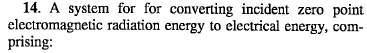 14. A system for for converting incident zero point
electromagnetic radiation energy to electrical energy, com-
prising: